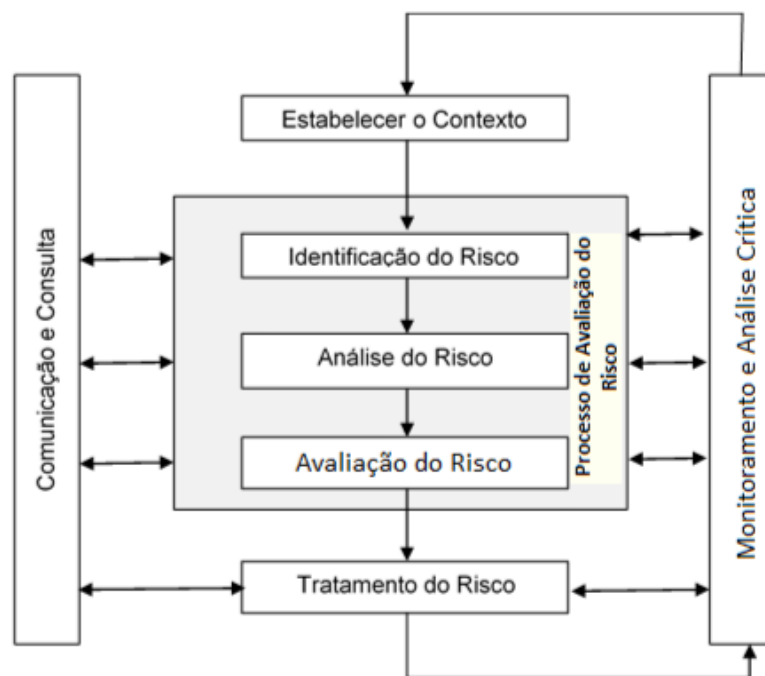 Estabelecer o Contexto
Comunicação e Consulta
Identificação do Risco
Análise do Risco
Avaliação do Risco
Processo de Avaliação do
Risco
Tratamento do Risco
Monitoramento e Análise Crítica